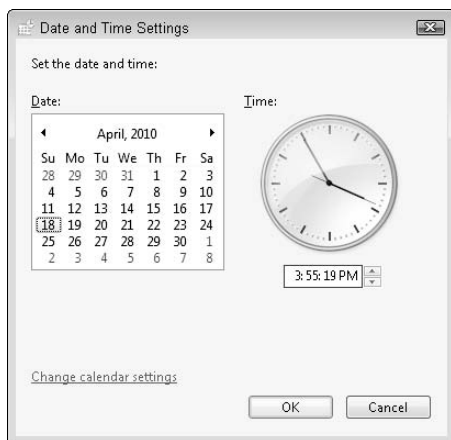 Date and Time Settings
Set the date and time:
Date:
Time:
April, 2010
Su Mo Tu We Th Fr Sa
28 29 30 31 1 2 3
4 5 6 7 8 9 10
11 12 13 14 15 16 17
18 19 20 21 22 23 24
25 26 27 28 29 30 1
2 3 4 5 6 7 8
3:55:19 PM
Change calendar settings
OK
Cancel